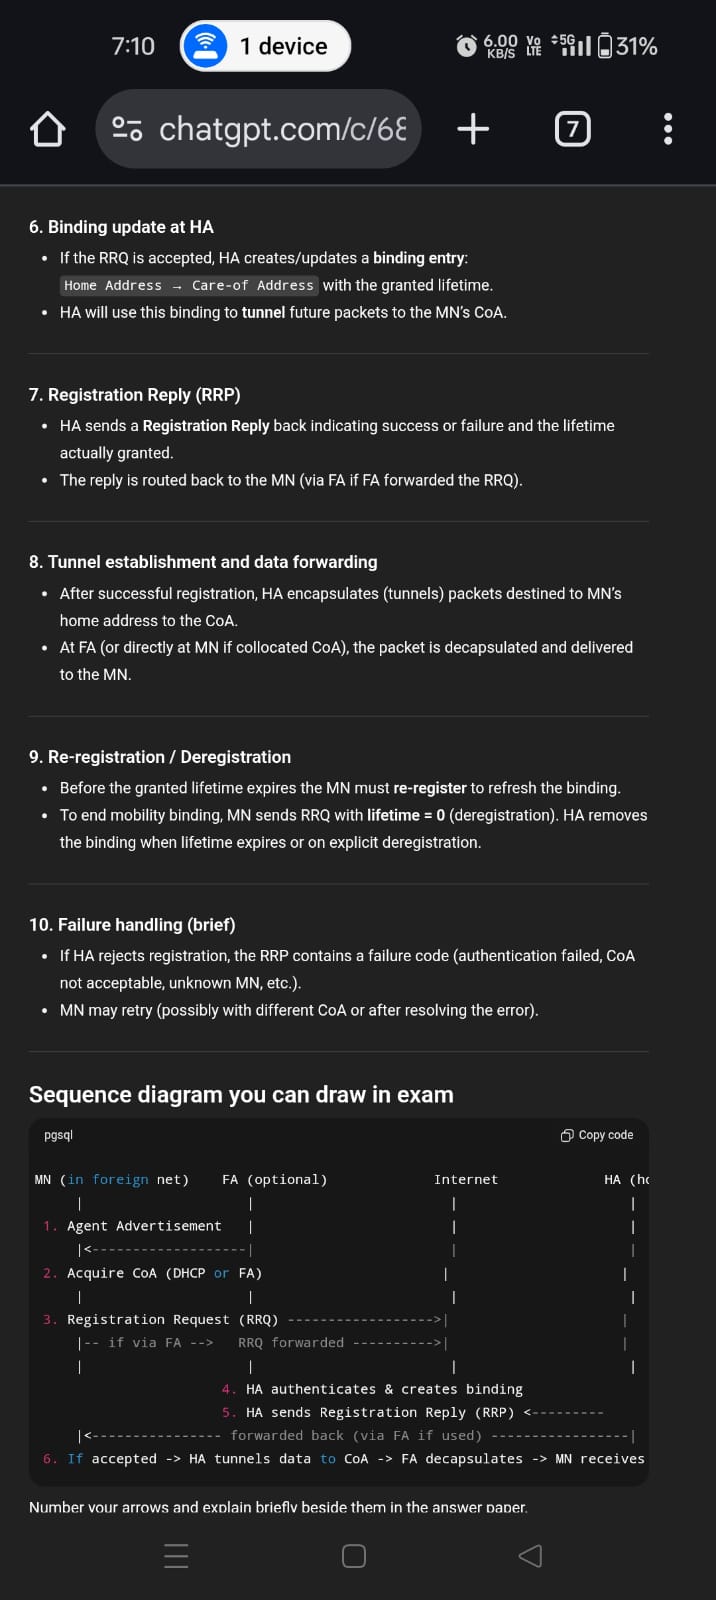 7:10 1 device 6.00 KB/S Vo LTE 5G 31%
chatgpt.com/c/68 7
6. Binding update at HA
• If the RRQ is accepted, HA creates/updates a binding entry:
Home Address → Care-of Address with the granted lifetime.
• HA will use this binding to tunnel future packets to the MN's CoA.
7. Registration Reply (RRP)
• HA sends a Registration Reply back indicating success or failure and the lifetime
actually granted.
• The reply is routed back to the MN (via FA if FA forwarded the RRQ).
8. Tunnel establishment and data forwarding
• After successful registration, HA encapsulates (tunnels) packets destined to MN's
home address to the CoA.
• At FA (or directly at MN if collocated CoA), the packet is decapsulated and delivered
to the MN.
9. Re-registration / Deregistration
• Before the granted lifetime expires the MN must re-register to refresh the binding.
• To end mobility binding, MN sends RRQ with lifetime = 0 (deregistration). HA removes
the binding when lifetime expires or on explicit deregistration.
10. Failure handling (brief)
• If HA rejects registration, the RRP contains a failure code (authentication failed, CoA
not acceptable, unknown MN, etc.).
• MN may retry (possibly with different CoA or after resolving the error).
Sequence diagram you can draw in exam
pgsql Copy code
MN (in foreign net) FA (optional) Internet HA (ho
| | | |
1. Agent Advertisement | | |
|<-------------------| | |
2. Acquire CoA (DHCP or FA) | |
| | | |
3. Registration Request (RRQ) ------------------>| |
|-- if via FA --> RRQ forwarded ---------->| |
| | | |
4. HA authenticates & creates binding
5. HA sends Registration Reply (RRP) <---------
|<---------------- forwarded back (via FA if used) -----------------|
6. If accepted -> HA tunnels data to CoA -> FA decapsulates -> MN receives
Number your arrows and explain briefly beside them in the answer paper.